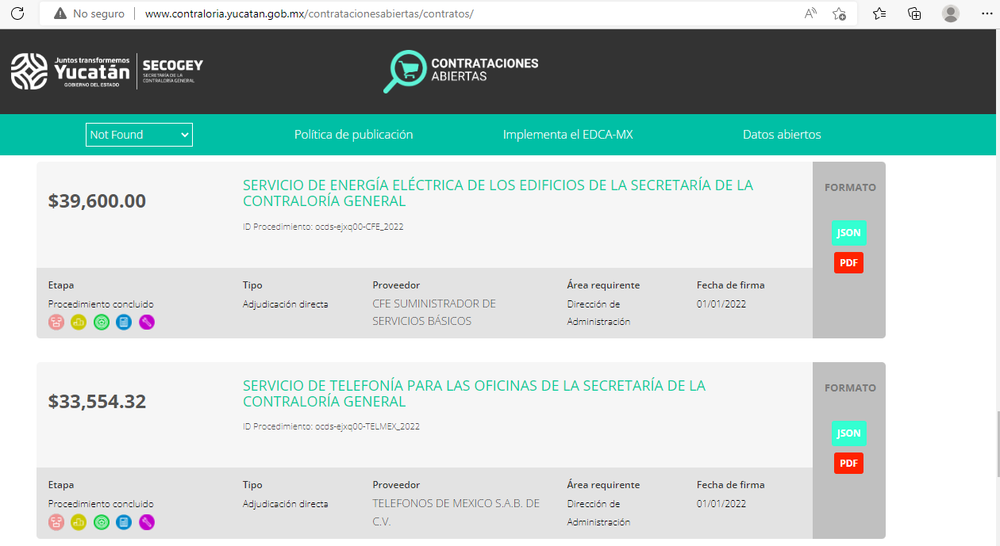 No seguro
www.contraloria.yucatan.gob.mx/contratacionesabiertas/contratos/
Juntos transformemos
Yucatán
GOBIERNO DEL ESTADO
SECOGEY
SECRETARÍA DE LA
CONTRALORÍA GENERAL
CONTRATACIONES
ABIERTAS
Not Found
Política de publicación
Implementa el EDCA-MX
Datos abiertos
$39,600.00
SERVICIO DE ENERGÍA ELÉCTRICA DE LOS EDIFICIOS DE LA SECRETARÍA DE LA
CONTRALORÍA GENERAL
ID Procedimiento: ocds-ejxq00-CFE_2022
FORMATO
JSON
PDF
Etapa
Procedimiento concluido
Tipo
Adjudicación directa
Proveedor
CFE SUMINISTRADOR DE
SERVICIOS BÁSICOS
Área requirente
Dirección de
Administración
Fecha de firma
01/01/2022
$33,554.32
SERVICIO DE TELEFONÍA PARA LAS OFICINAS DE LA SECRETARÍA DE LA
CONTRALORÍA GENERAL
ID Procedimiento: ocds-ejxq00-TELMEX_2022
FORMATO
JSON
PDF
Etapa
Procedimiento concluido
Tipo
Adjudicación directa
Proveedor
TELEFONOS DE MEXICO S.A.B. DE
C.V.
Área requirente
Dirección de
Administración
Fecha de firma
01/01/2022